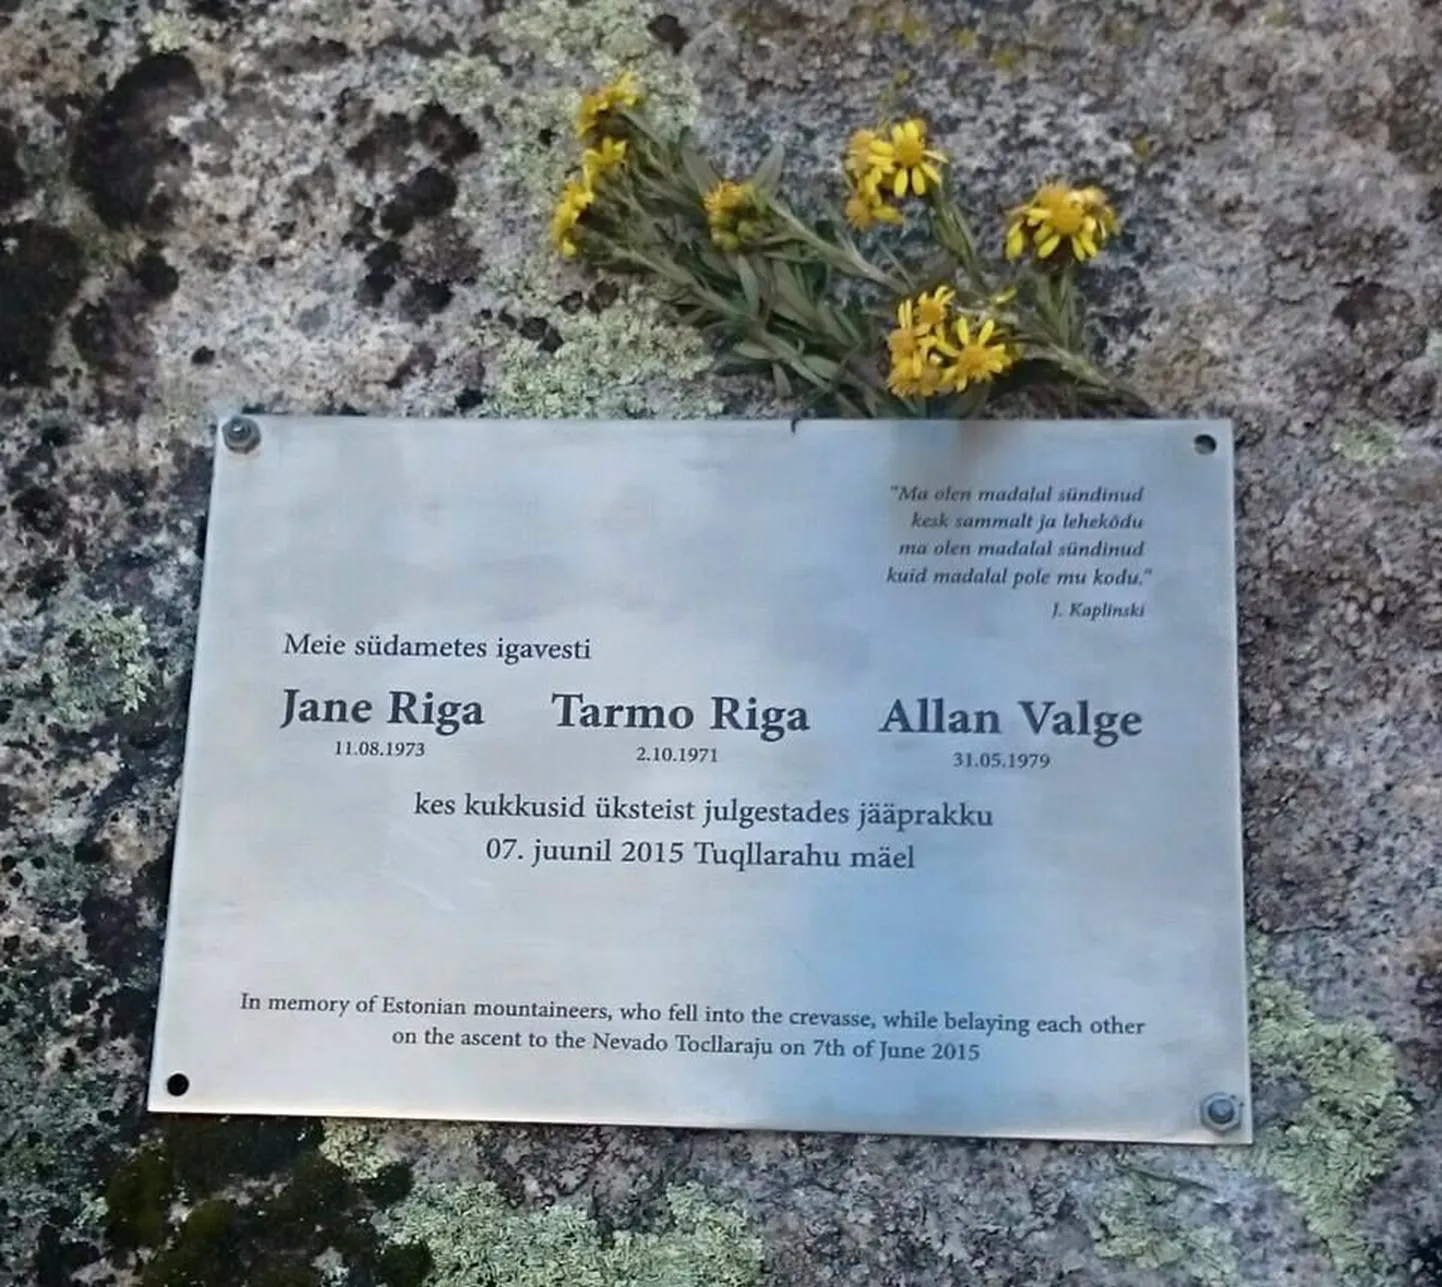 "Ma olen madalal sündinud
kesk sammalt ja lehekõdu
ma olen madalal sündinud
kuid madalal pole mu kodu."
J. Kaplinski
Meie südametes igavesti
Jane Riga Tarmo Riga Allan Valge
11.08.1973 2.10.1971 31.05.1979
kes kukkusid üksteist julgestades jääprakku
07. juunil 2015 Tuqllarahu mäel
In memory of Estonian mountaineers, who fell into the crevasse, while belaying each other
on the ascent to the Nevado Tocllaraju on 7th of June 2015